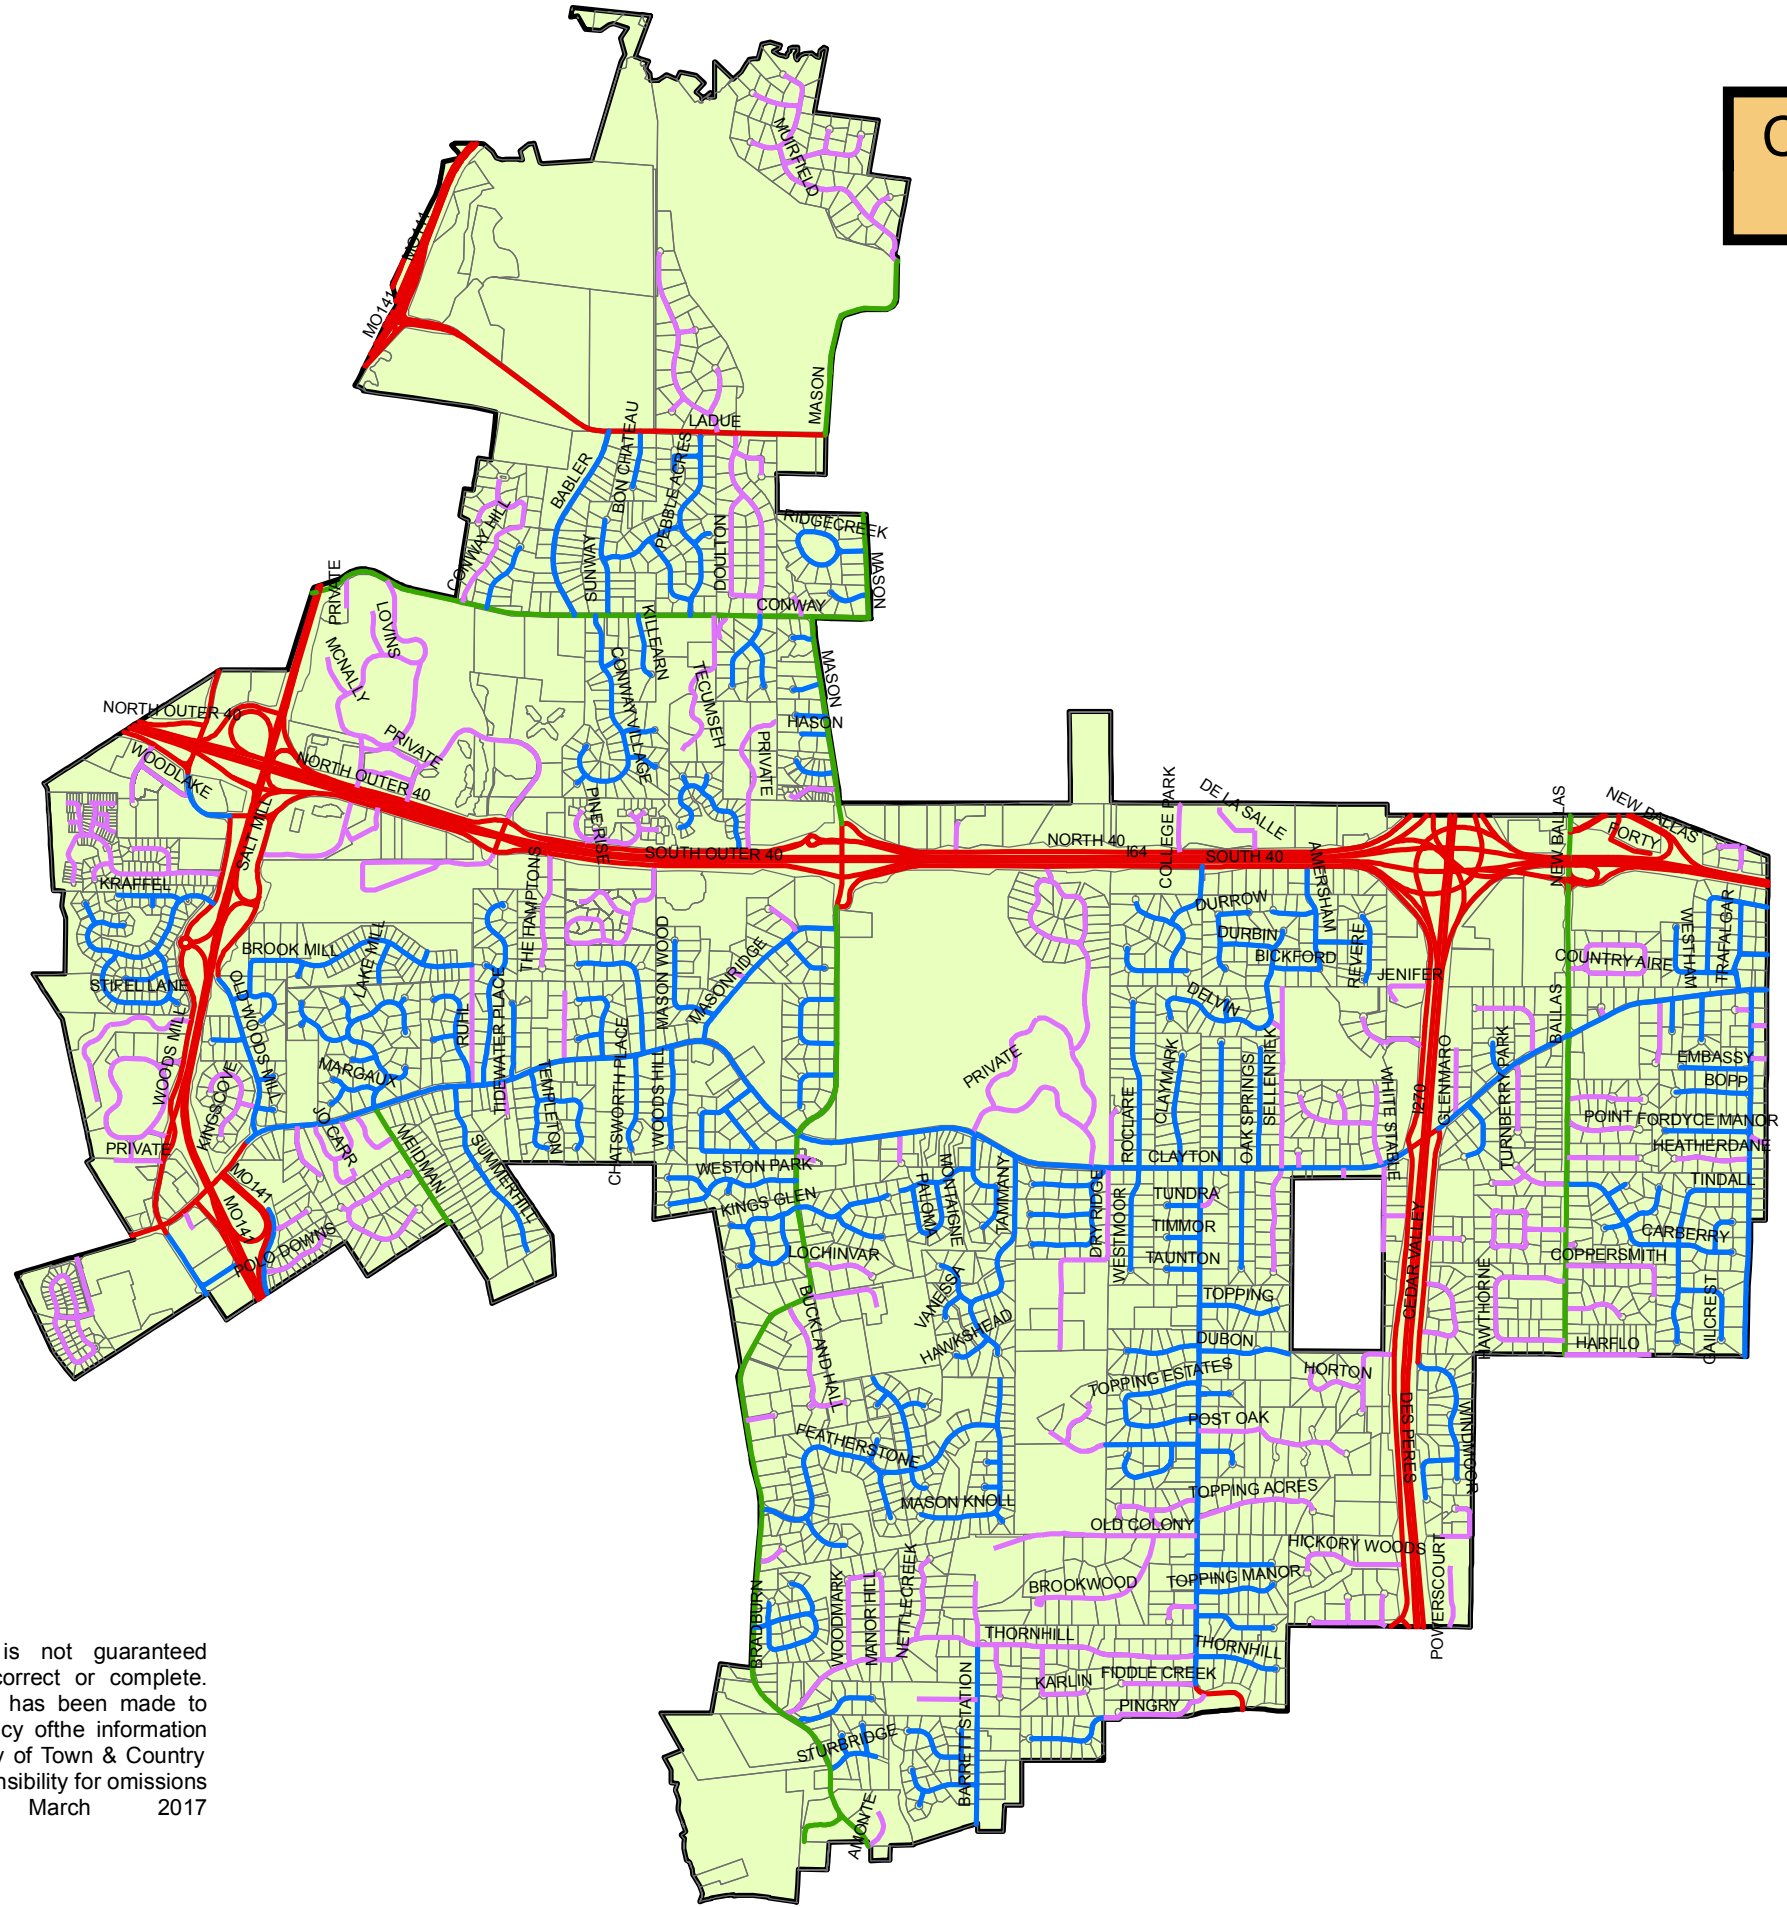 C
MUIRFIELD
MO141
MO141
MASON
LADUE
BON CHATEAU
BABLER
PEBBLE ACRES
CONWAY HILL
SUNWAY
DOULTON
RIDGECREEK
MASON
CONWAY
PRIVATE
LOVINS
MCNALLY
KILLEARN
CONWAY VILLAGE
TECUMSEH
MASON
HASON
PRIVATE
NORTH OUTER 40
WOODLAKE
PRIVATE
NORTH OUTER 40
SALT MILL
PINE RISE
SOUTH OUTER 40
NORTH 40
I64
COLLEGE PARK
DE LA SALLE
SOUTH 40
AMERSHAM
NEW BALLAS
NEW BALLAS
FORTY
KRAFFEL
THE HAMPTONS
DURROW
DURBIN
BICKFORD
REVERE
WESTHAM
TRAFALGAR
COUNTRY AIRE
JENIFER
BROOK MILL
LAKE MILL
MASON WOOD
MASONRIDGE
STIFEL LANE
OLD WOODS MILL
RUHL
TIDEWATER PLACE
DELVIN
WOODS MILL
KINGSCOVE
MARGAUX
JO CARR
TEMPLETON
CHATSWORTH PLACE
WOODS HILL
PRIVATE
ROCLARE
CLAYMARK
OAK SPRINGS
SELLENRIEK
WHITE STABLE
I270
GLENMARO
TURNBERRY PARK
BALLAS
EMBASSY
BOPP
POINT
FORDYCE MANOR
HEATHERDANE
PRIVATE
MO141
MO141
WEIDMAN
SUMMERHILL
WESTON PARK
KINGS GLEN
PALOMA
MONTAIGNE
TAMMANY
CLAYTON
TUNDRA
TIMMOR
TAUNTON
DRY RIDGE
WESTMOOR
TINDALL
CARBERRY
COPPERSMITH
POLO DOWNS
LOCHINVAR
VANESSA
HAWKSHEAD
BUCKLAND HALL
TOPPING
DUBON
CEDAR VALLEY
HAWTHORNE
HARFLO
GAILCREST
TOPPING ESTATES
HORTON
POST OAK
DES PERES
WINDMOOR
FEATHERSTONE
MASON KNOLL
TOPPING ACRES
OLD COLONY
HICKORY WOODS
POWERSCOURT
BRADBURN
WOODMARK
MANOR HILL
NETTLECREEK
BROOKWOOD
TOPPING MANOR
THORNHILL
THORNHILL
KARLIN
FIDDLE CREEK
PINGRY
STURBRIDGE
BARRETT STATION
AMONTE
is not guaranteed
orrect or complete.
has been made to
cy ofthe information
of Town & Country
nsibility for omissions
March 2017